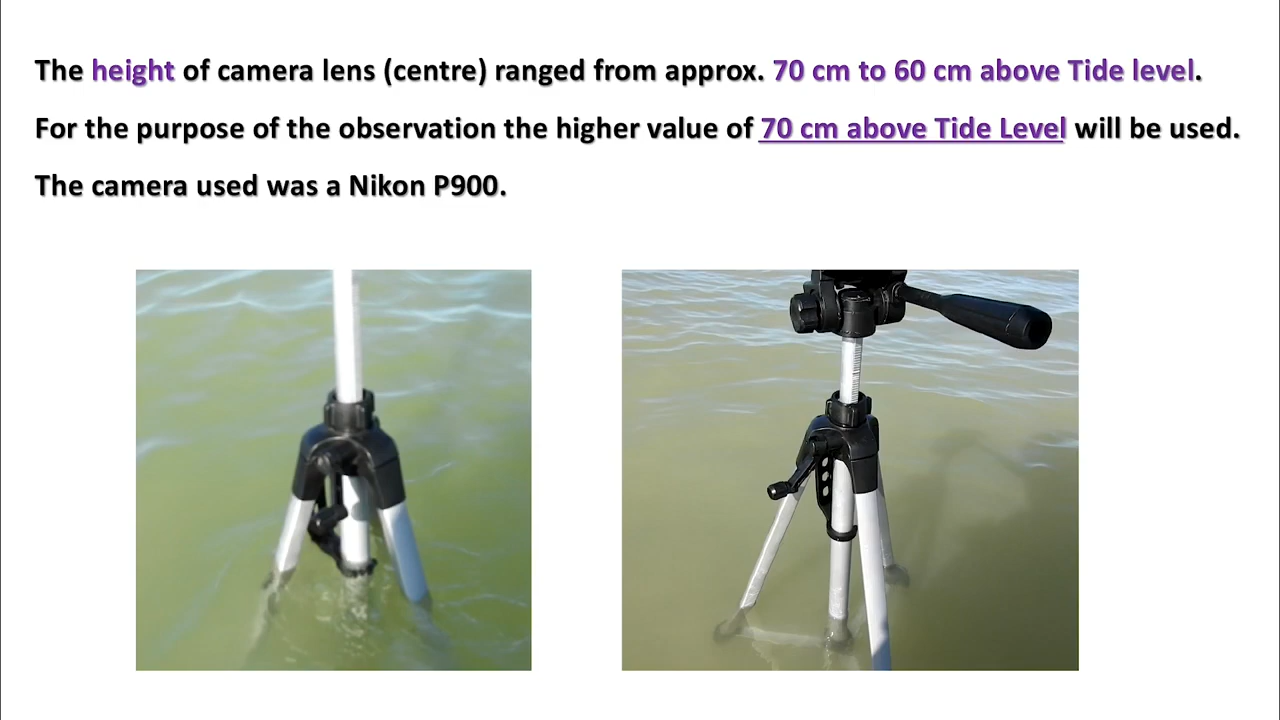 The height of camera lens (centre) ranged from approx. 70 cm to 60 cm above Tide level.
For the purpose of the observation the higher value of 70 cm above Tide Level will be used.
The camera used was a Nikon P900.